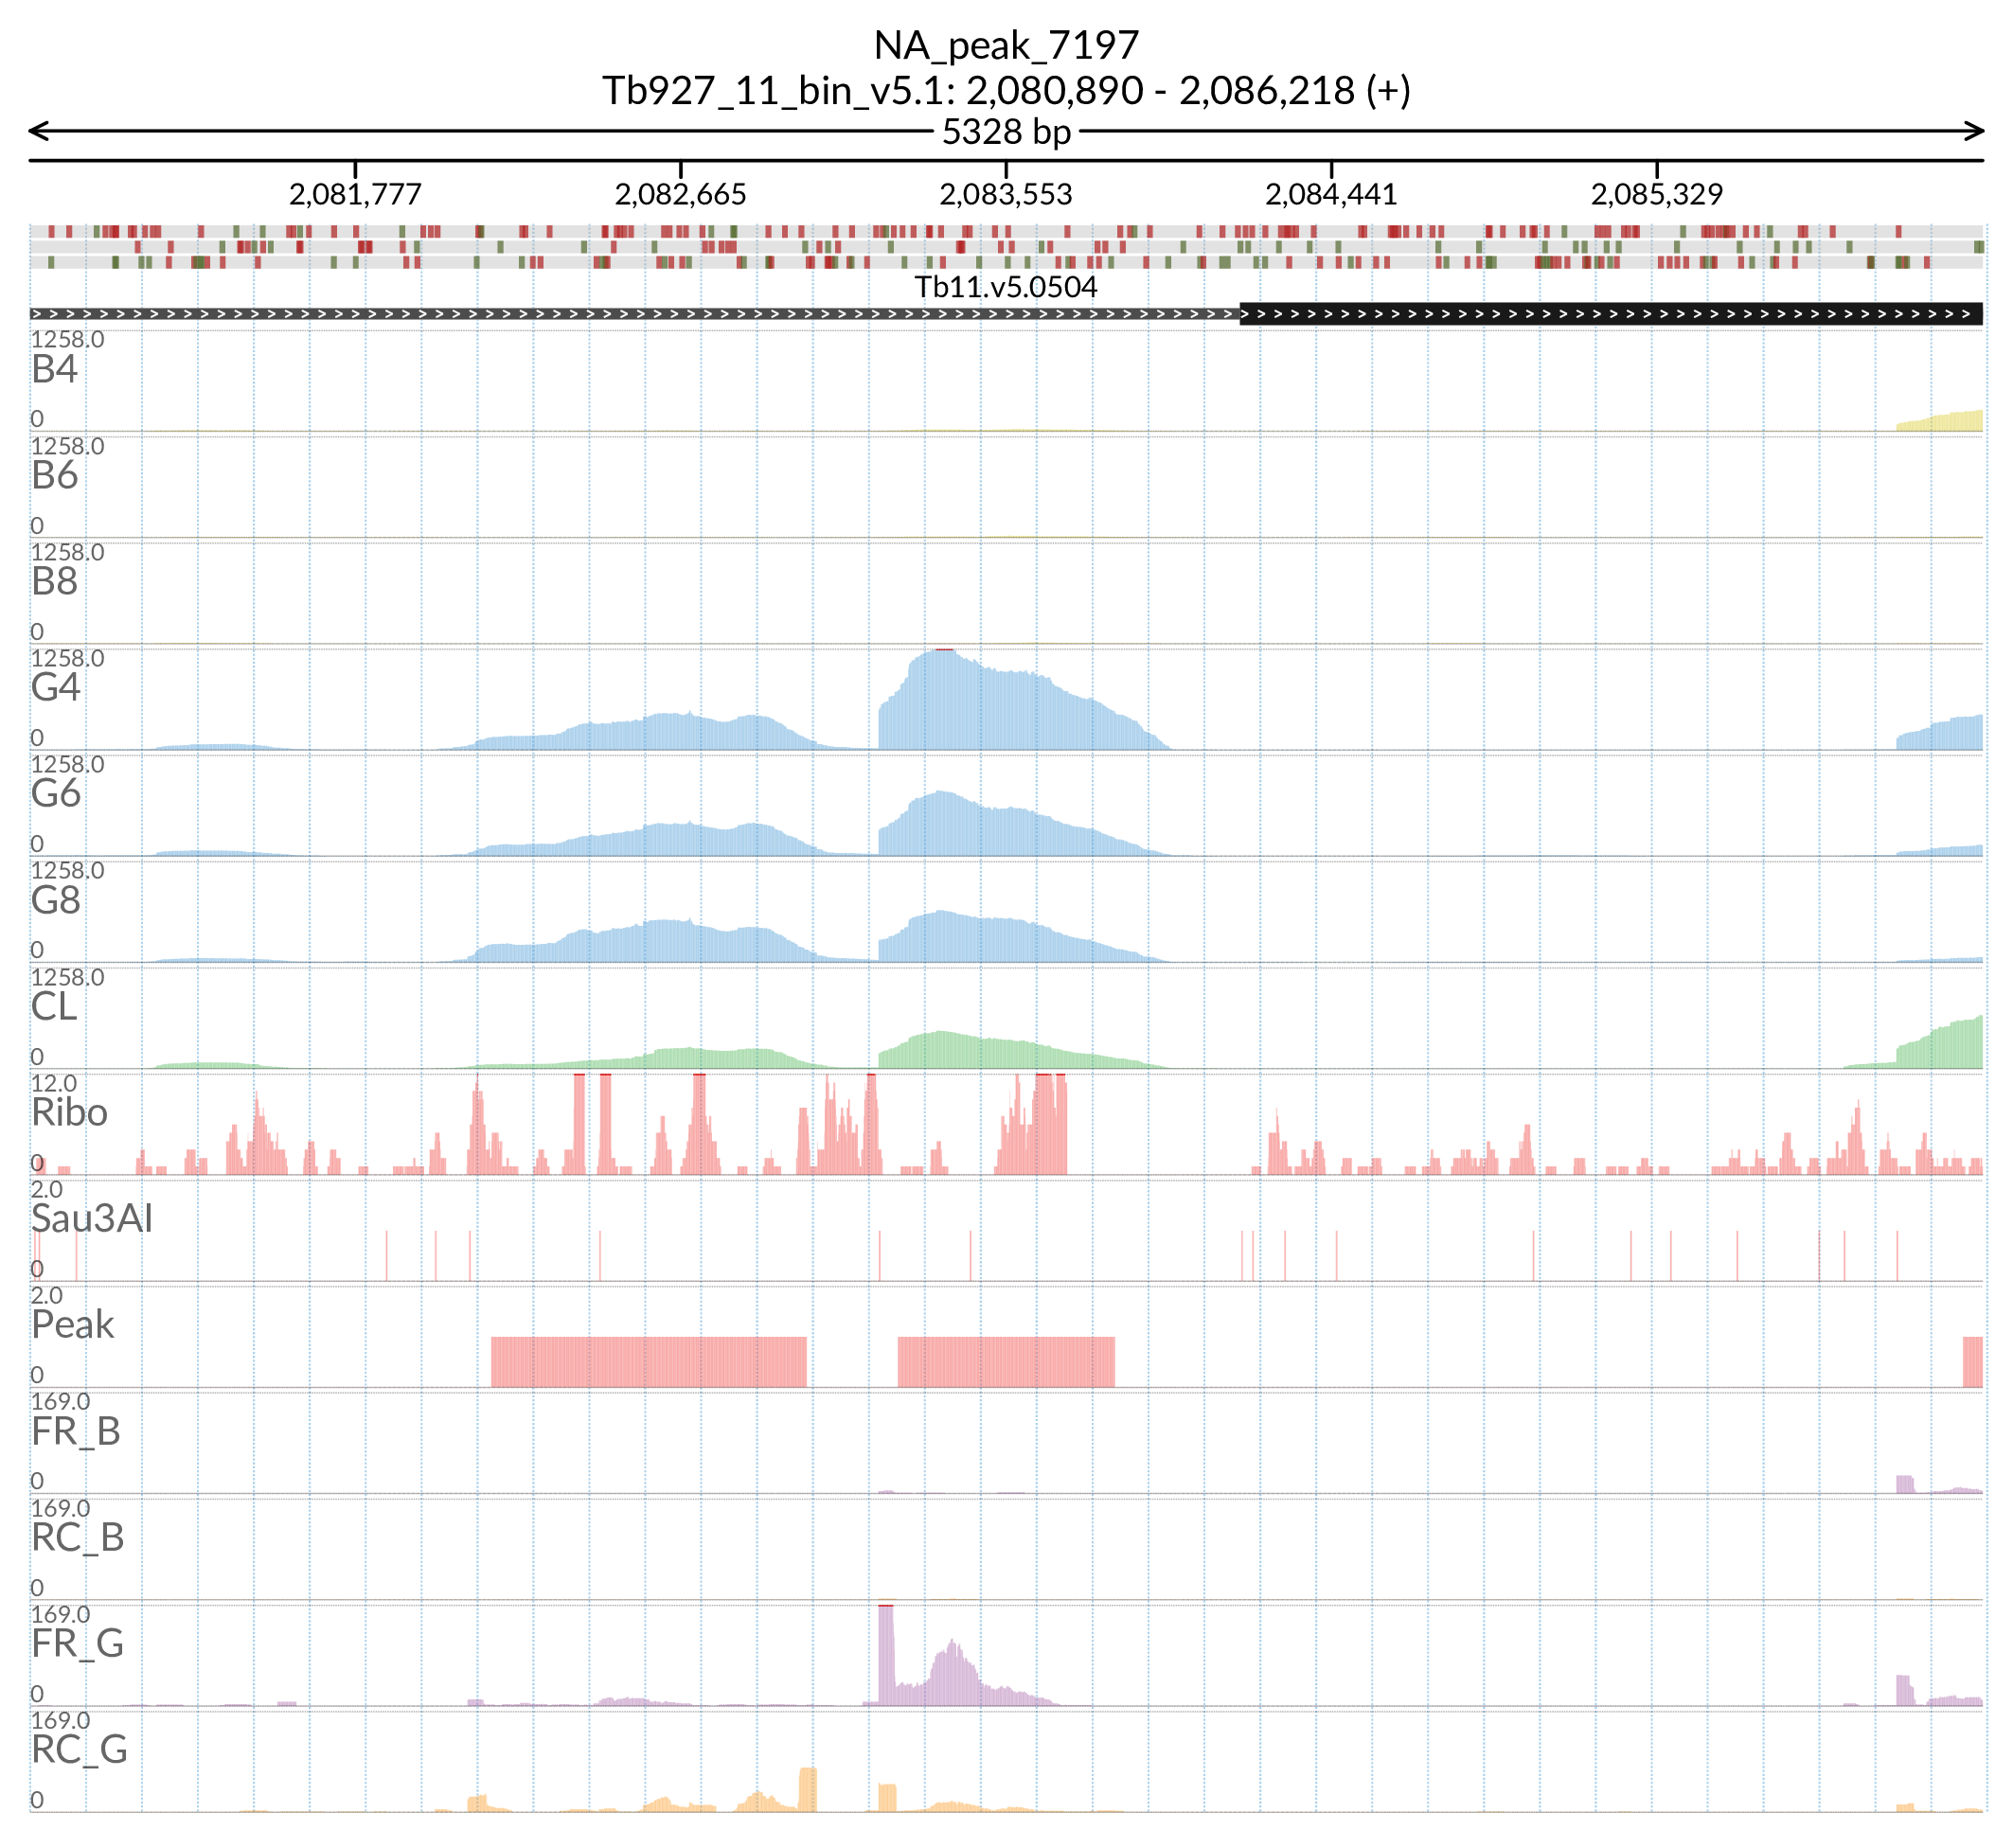 NA_peak_7197
Tb927_11_bin_v5.1: 2,080,890 - 2,086,218 (+)
5328 bp
2,081,777 2,082,665 2,083,553 2,084,441 2,085,329
Tb11.v5.0504
1258.0
B4
0
1258.0
B6
0
1258.0
B8
0
1258.0
G4
0
1258.0
G6
0
1258.0
G8
0
1258.0
CL
0
12.0
Ribo
0
2.0
Sau3AI
0
2.0
Peak
0
169.0
FR_B
0
169.0
RC_B
0
169.0
FR_G
0
169.0
RC_G
0